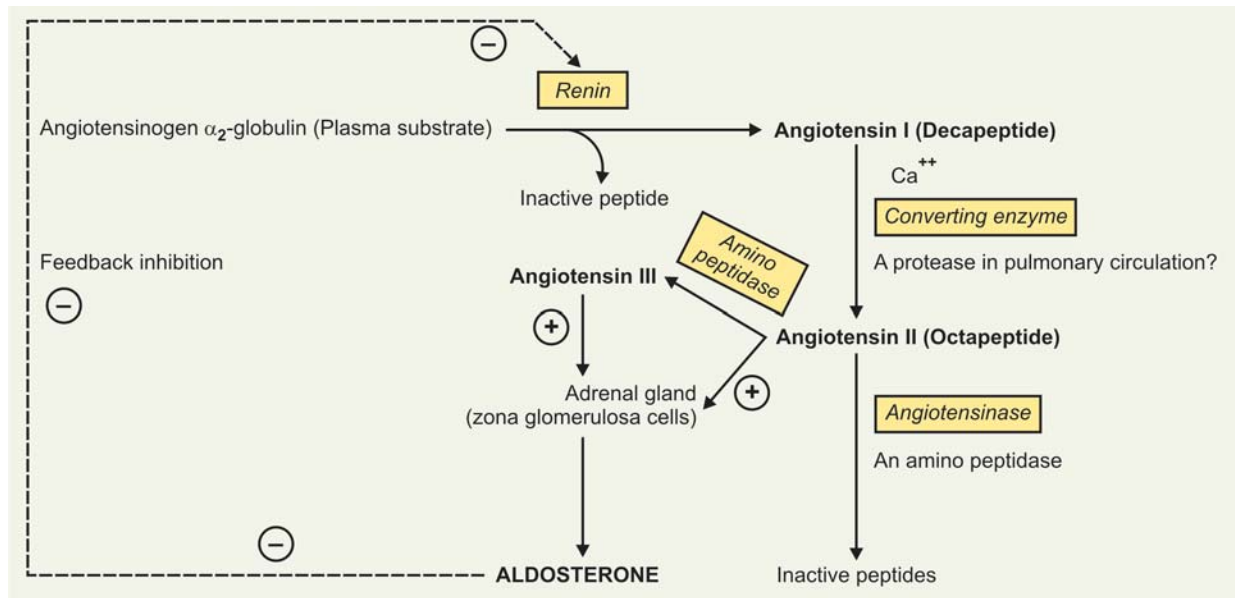 −
Renin
Angiotensinogen α₂-globulin (Plasma substrate)
Angiotensin I (Decapeptide)
Ca⁺⁺
Inactive peptide
Converting enzyme
Amino
peptidase
Feedback inhibition
A protease in pulmonary circulation?
Angiotensin III
−
+
Angiotensin II (Octapeptide)
Adrenal gland
(zona glomerulosa cells)
+
Angiotensinase
An amino peptidase
−
ALDOSTERONE
Inactive peptides